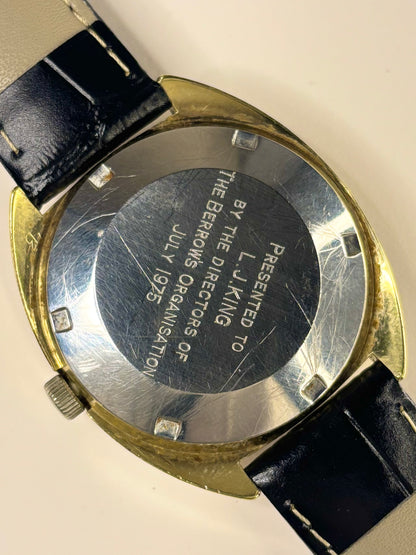 PRESENTED TO
L.J.KING
BY THE DIRECTORS OF
THE BERROWS ORGANISATION
JULY 1975